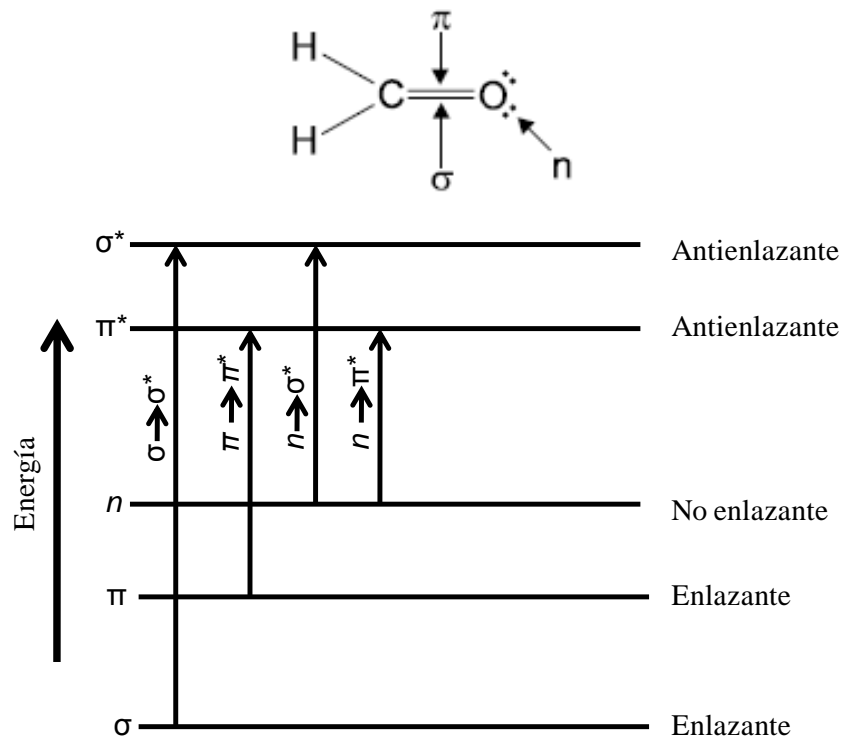 π
H
C
O
H
σ
n
σ*
Antienlazante
π*
Antienlazante
σ→σ*
π→π*
n→σ*
n→π*
Energía
n
No enlazante
π
Enlazante
σ
Enlazante